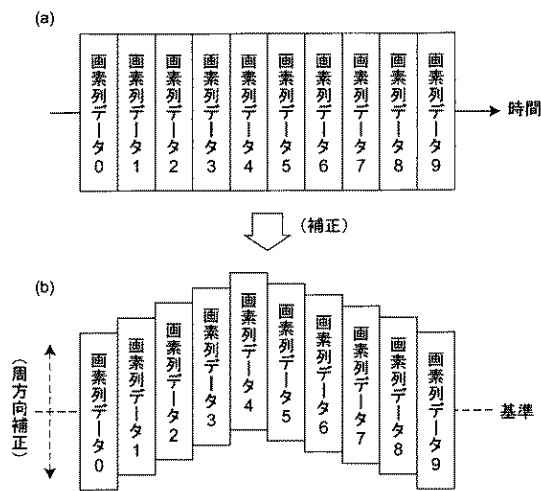 (a)
画素列データ0
画素列データ1
画素列データ2
画素列データ3
画素列データ4
画素列データ5
画素列データ6
画素列データ7
画素列データ8
画素列データ9
時間
(補正)
(b)
(周方向補正)
画素列データ0
画素列データ1
画素列データ2
画素列データ3
画素列データ4
画素列データ5
画素列データ6
画素列データ7
画素列データ8
画素列データ9
基準